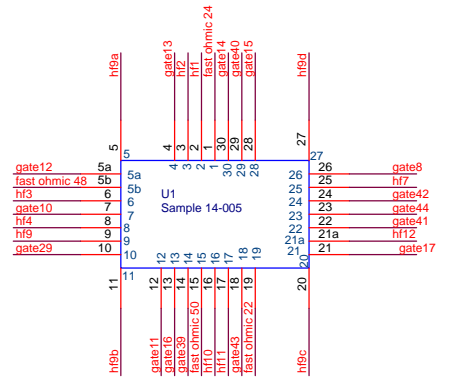 hf9a
gate13
hf2
hf1
fast ohmic 24
gate14
gate40
gate15
hf9d
5
4
3
2
1
30
29
28
27
5
4
3
2
1
30
29
28
27
gate12 5a 5a
fast ohmic 48 5b 5b
hf3 6 6
gate10 7 7
hf4 8 8
hf9 9 9
gate29 10 10
U1
Sample 14-005
26 26 gate8
25 25 hf7
24 24 gate42
23 23 gate44
22 22 gate41
21a 21a hf12
21 21 gate17
11
12
13
14
15
16
17
18
19
20
11
12
13
14
15
16
17
18
19
20
hf9b
gate11
gate16
gate39
fast ohmic 50
hf10
hf11
gate43
fast ohmic 22
hf9c